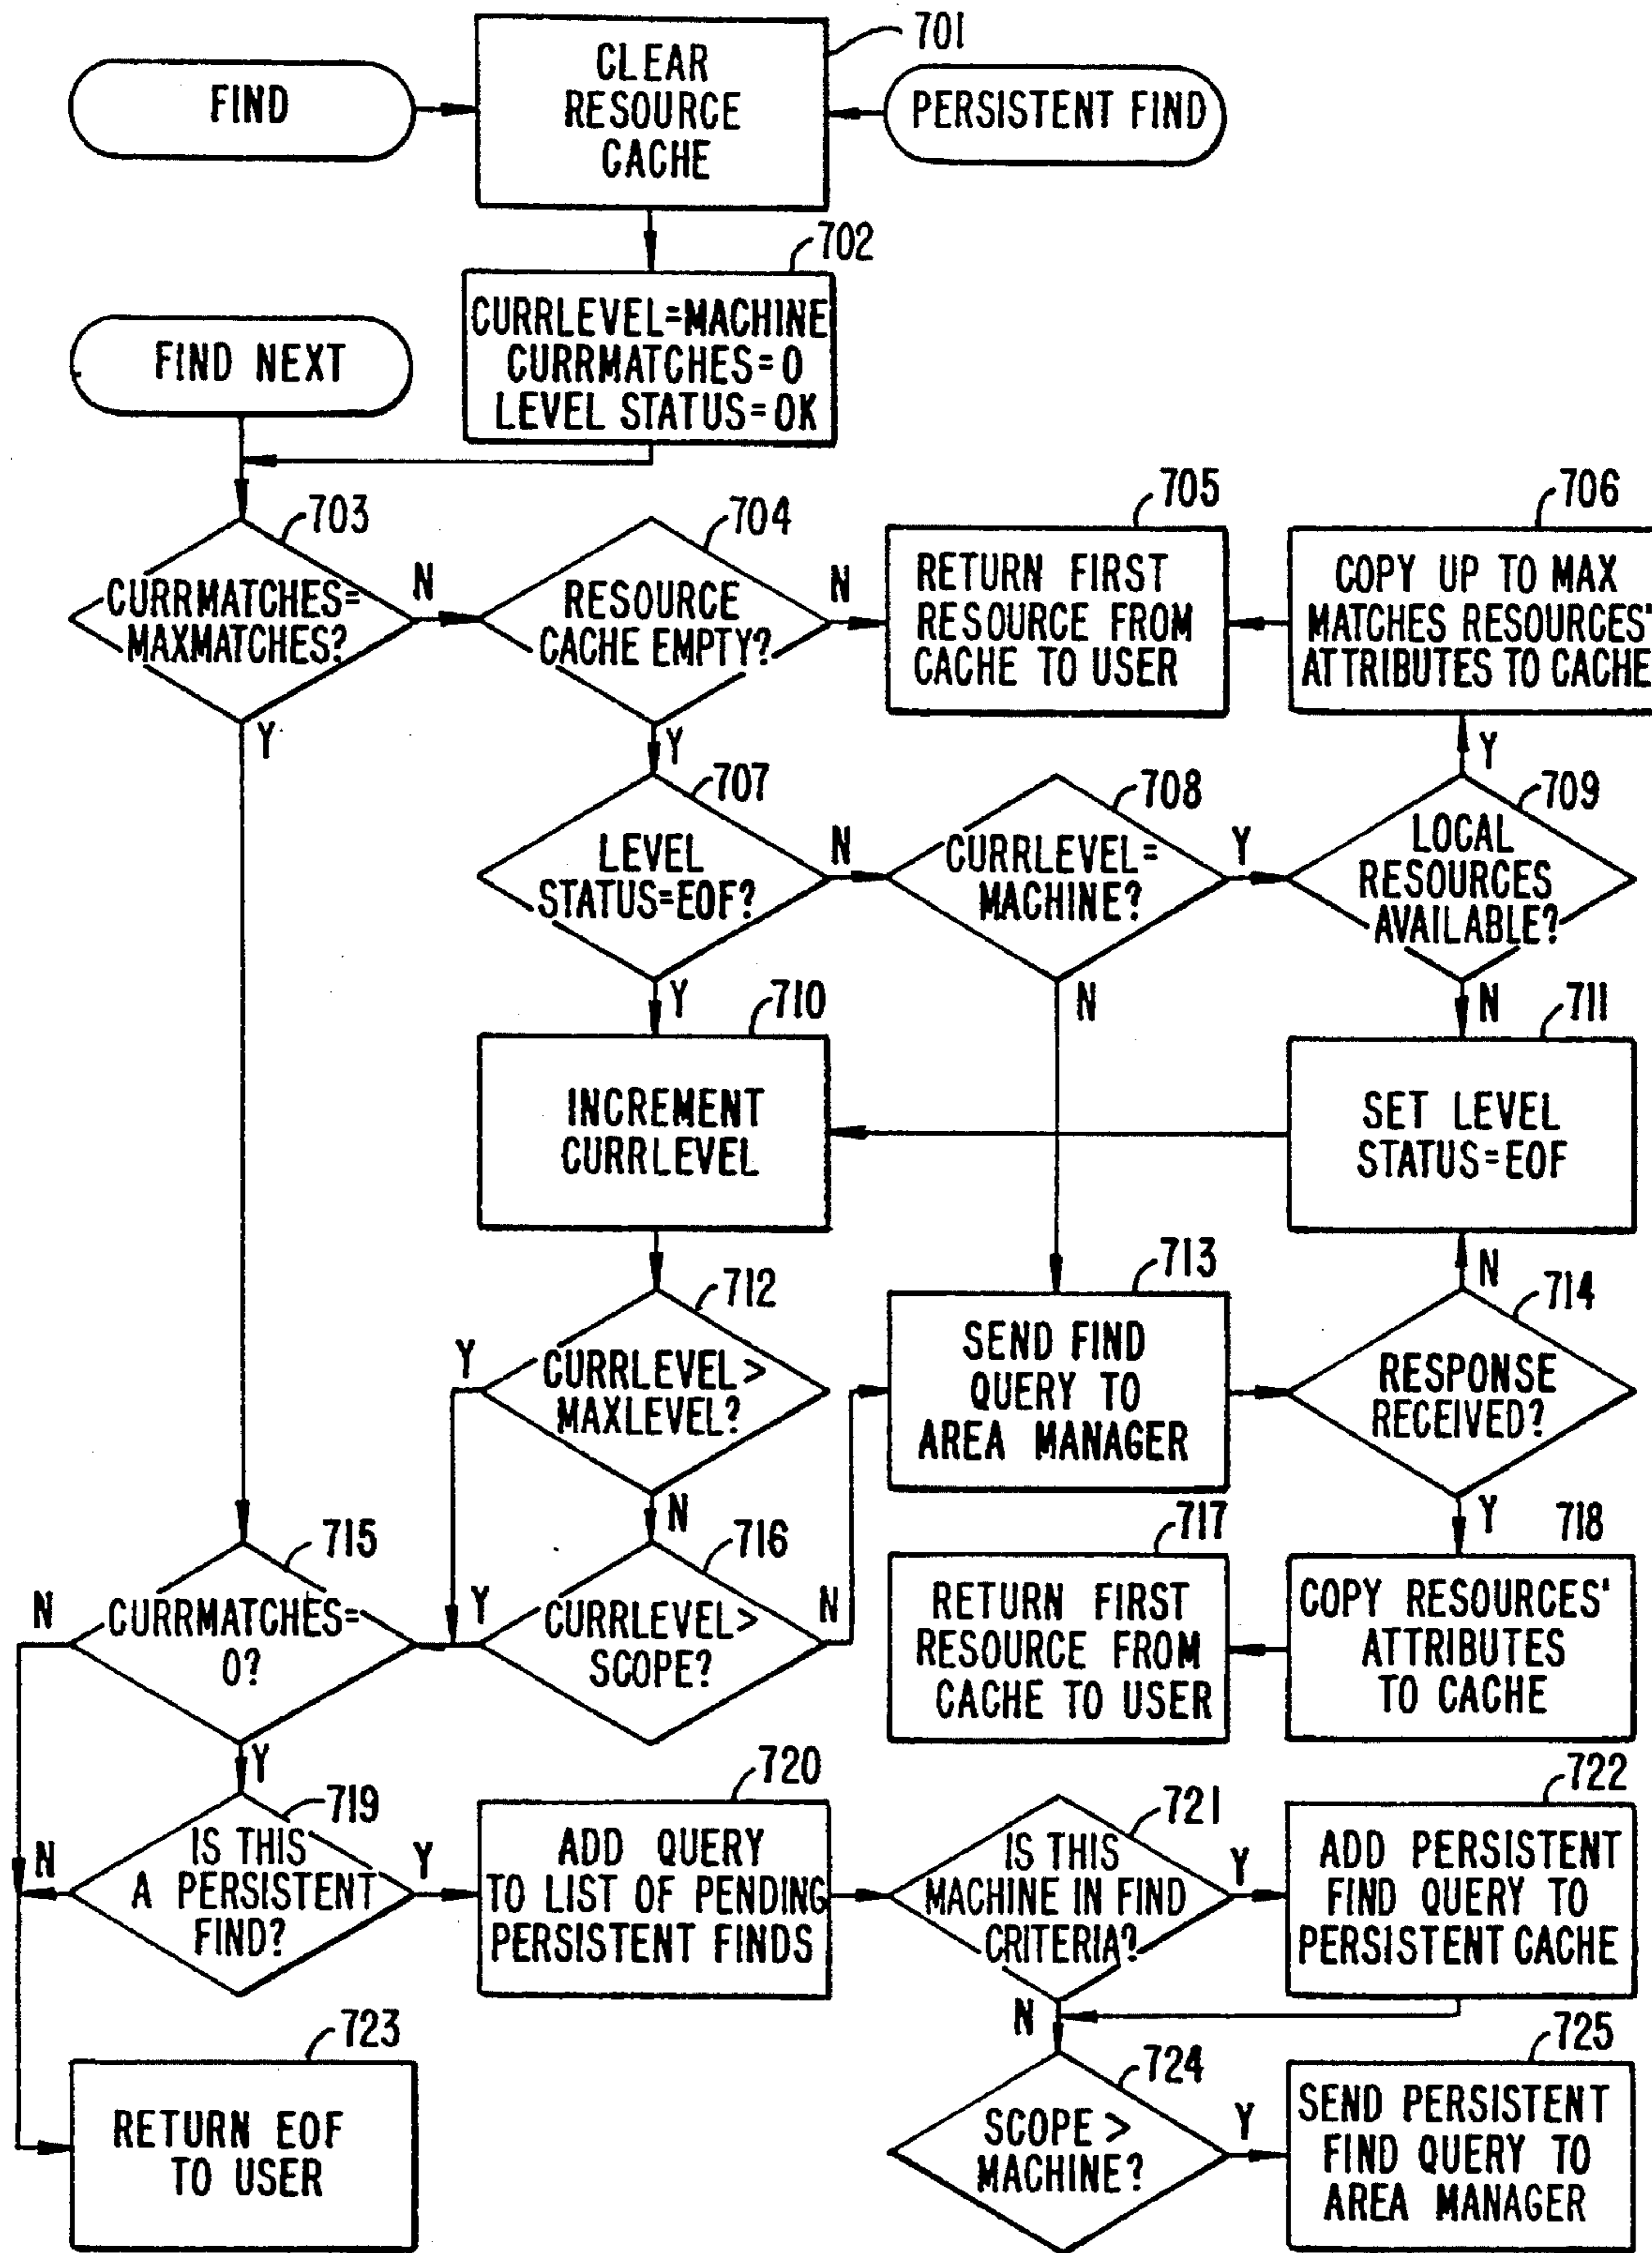 701
CLEAR
RESOURCE
CACHE
FIND
PERSISTENT FIND
702
CURRLEVEL=MACHINE
CURRMATCHES=0
LEVEL STATUS=OK
FIND NEXT
703
CURRMATCHES=
MAXMATCHES?
N
Y
704
RESOURCE
CACHE EMPTY?
N
Y
705
RETURN FIRST
RESOURCE FROM
CACHE TO USER
706
COPY UP TO MAX
MATCHES RESOURCES'
ATTRIBUTES TO CACHE
707
LEVEL
STATUS=EOF?
N
Y
708
CURRLEVEL=
MACHINE?
Y
N
709
LOCAL
RESOURCES
AVAILABLE?
Y
N
710
INCREMENT
CURRLEVEL
711
SET LEVEL
STATUS=EOF
712
CURRLEVEL>
MAXLEVEL?
Y
N
713
SEND FIND
QUERY TO
AREA MANAGER
714
RESPONSE
RECEIVED?
N
Y
715
CURRMATCHES=
0?
N
Y
716
CURRLEVEL>
SCOPE?
Y
N
717
RETURN FIRST
RESOURCE FROM
CACHE TO USER
718
COPY RESOURCES'
ATTRIBUTES
TO CACHE
719
IS THIS
A PERSISTENT
FIND?
N
Y
720
ADD QUERY
TO LIST OF PENDING
PERSISTENT FINDS
721
IS THIS
MACHINE IN FIND
CRITERIA?
Y
N
722
ADD PERSISTENT
FIND QUERY TO
PERSISTENT CACHE
723
RETURN EOF
TO USER
724
SCOPE >
MACHINE?
Y
725
SEND PERSISTENT
FIND QUERY TO
AREA MANAGER